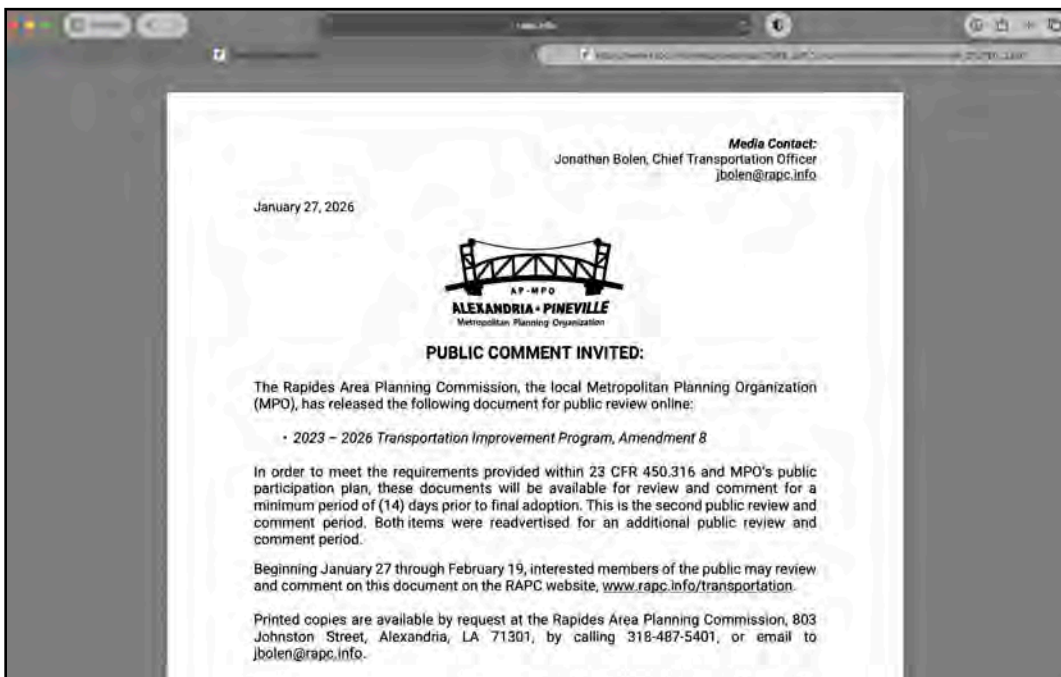 Media Contact:
Jonathan Bolen, Chief Transportation Officer
jbolen@rapc.info
January 27, 2026
AP-MPO
ALEXANDRIA • PINEVILLE
Metropolitan Planning Organization
PUBLIC COMMENT INVITED:
The Rapides Area Planning Commission, the local Metropolitan Planning Organization
(MPO), has released the following document for public review online:
• 2023 – 2026 Transportation Improvement Program, Amendment 8
In order to meet the requirements provided within 23 CFR 450.316 and MPO's public
participation plan, these documents will be available for review and comment for a
minimum period of (14) days prior to final adoption. This is the second public review and
comment period. Both items were readvertised for an additional public review and
comment period.
Beginning January 27 through February 19, interested members of the public may review
and comment on this document on the RAPC website, www.rapc.info/transportation.
Printed copies are available by request at the Rapides Area Planning Commission, 803
Johnston Street, Alexandria, LA 71301, by calling 318-487-5401, or email to
jbolen@rapc.info.